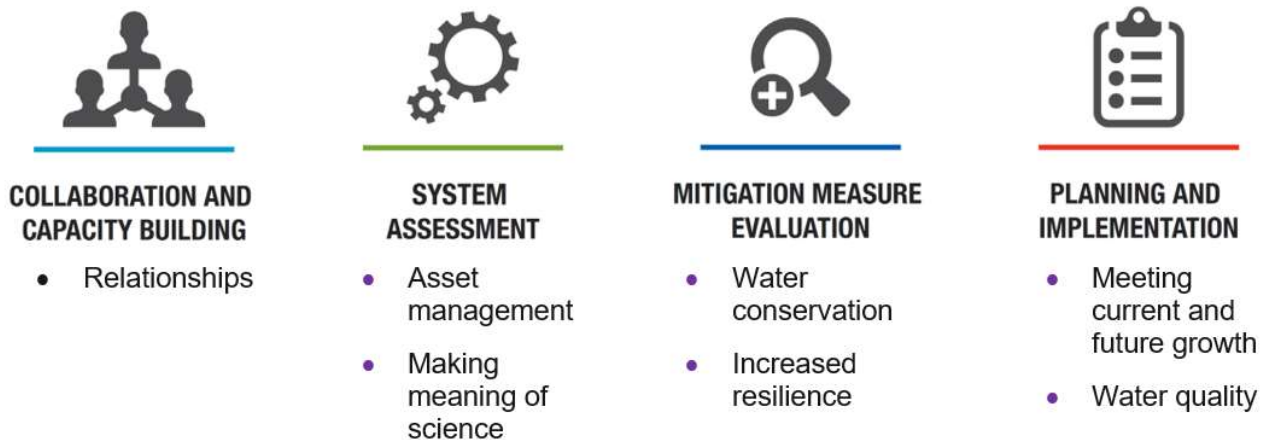 COLLABORATION AND
CAPACITY BUILDING
• Relationships
SYSTEM
ASSESSMENT
• Asset
management
• Making
meaning of
science
MITIGATION MEASURE
EVALUATION
• Water
conservation
• Increased
resilience
PLANNING AND
IMPLEMENTATION
• Meeting
current and
future growth
• Water quality